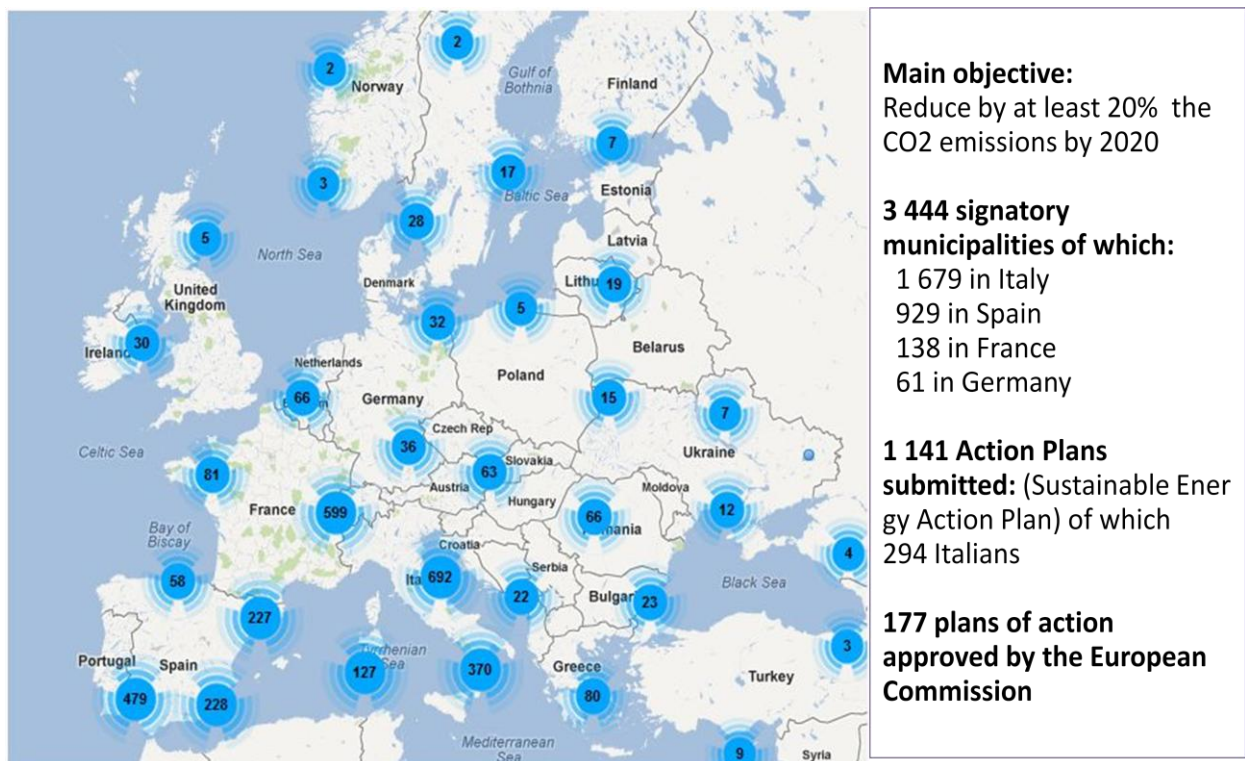 2
2
Gulf of
Bothnia
Finland
Norway
7
17
3
Baltic Sea
Estonia
28
5
North Sea
Latvia
United
Kingdom
Denmark
Lithu
19
5
32
30
Ireland
Belarus
Netherlands
Poland
66
Germany
15
7
Czech Rep
36
Ukraine
Celtic Sea
Slovakia
63
81
Austria
Moldova
Hungary
France
599
66
12
Bay of
Biscay
Croatia
4
Serbia
Black Sea
58
Ita
692
22
Bulgar
23
227
3
Portugal
Spain
Sea
127
370
Greece
Turkey
479
228
80
Mediterranean
Sea
9
Syria
Main objective:
Reduce by at least 20% the
CO2 emissions by 2020
3 444 signatory
municipalities of which:
1 679 in Italy
929 in Spain
138 in France
61 in Germany
1 141 Action Plans
submitted: (Sustainable Ener
gy Action Plan) of which
294 Italians
177 plans of action
approved by the European
Commission